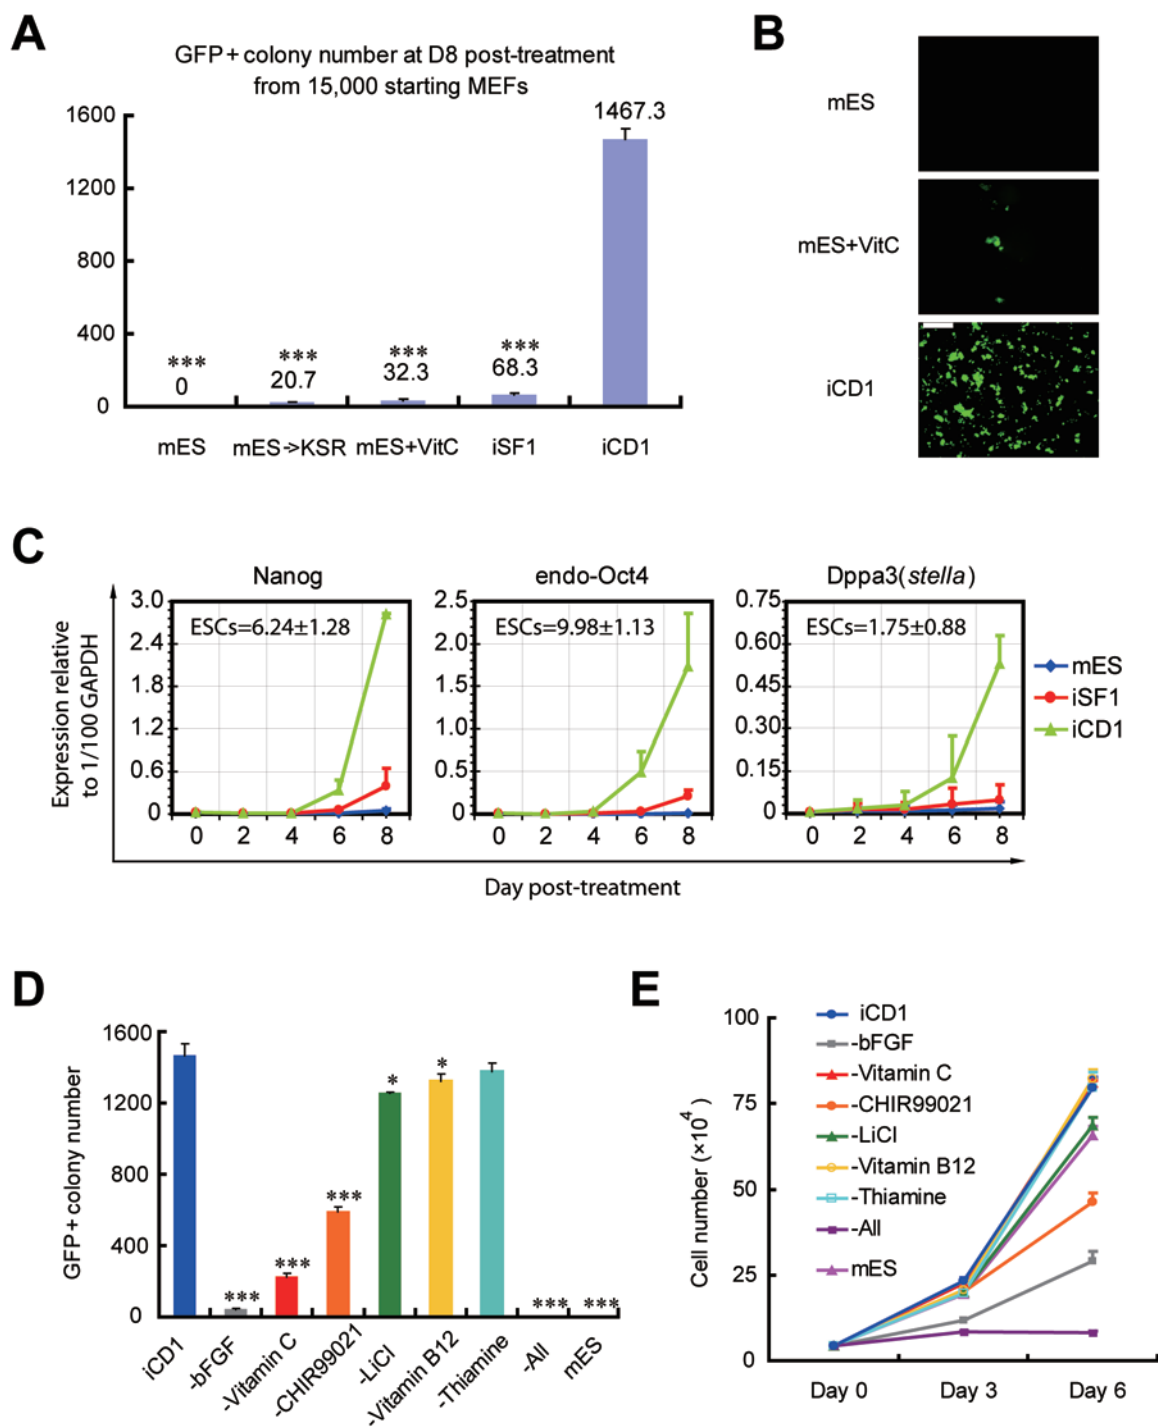 A
GFP+ colony number at D8 post-treatment
from 15,000 starting MEFs
1600
1200
800
400
0
***
0
***
20.7
***
32.3
***
68.3
1467.3
mES
mES->KSR
mES+VitC
iSF1
iCD1
B
mES
mES+VitC
iCD1
C
Expression relative
to 1/100 GAPDH
Nanog
ESCs=6.24±1.28
3.0
2.4
1.8
1.2
0.6
0
0 2 4 6 8
endo-Oct4
ESCs=9.98±1.13
2.5
2.0
1.5
1.0
0.5
0
0 2 4 6 8
Dppa3(stella)
ESCs=1.75±0.88
0.75
0.60
0.45
0.30
0.15
0
0 2 4 6 8
mES
iSF1
iCD1
Day post-treatment
D
GFP+ colony number
1600
1200
800
400
0
***
***
***
*
*
***
***
iCD1
-bFGF
-Vitamin C
-CHIR99021
-LiCl
-Vitamin B12
-Thiamine
-All
mES
E
Cell number (×10⁴)
100
75
50
25
0
iCD1
-bFGF
-Vitamin C
-CHIR99021
-LiCl
-Vitamin B12
-Thiamine
-All
mES
Day 0
Day 3
Day 6